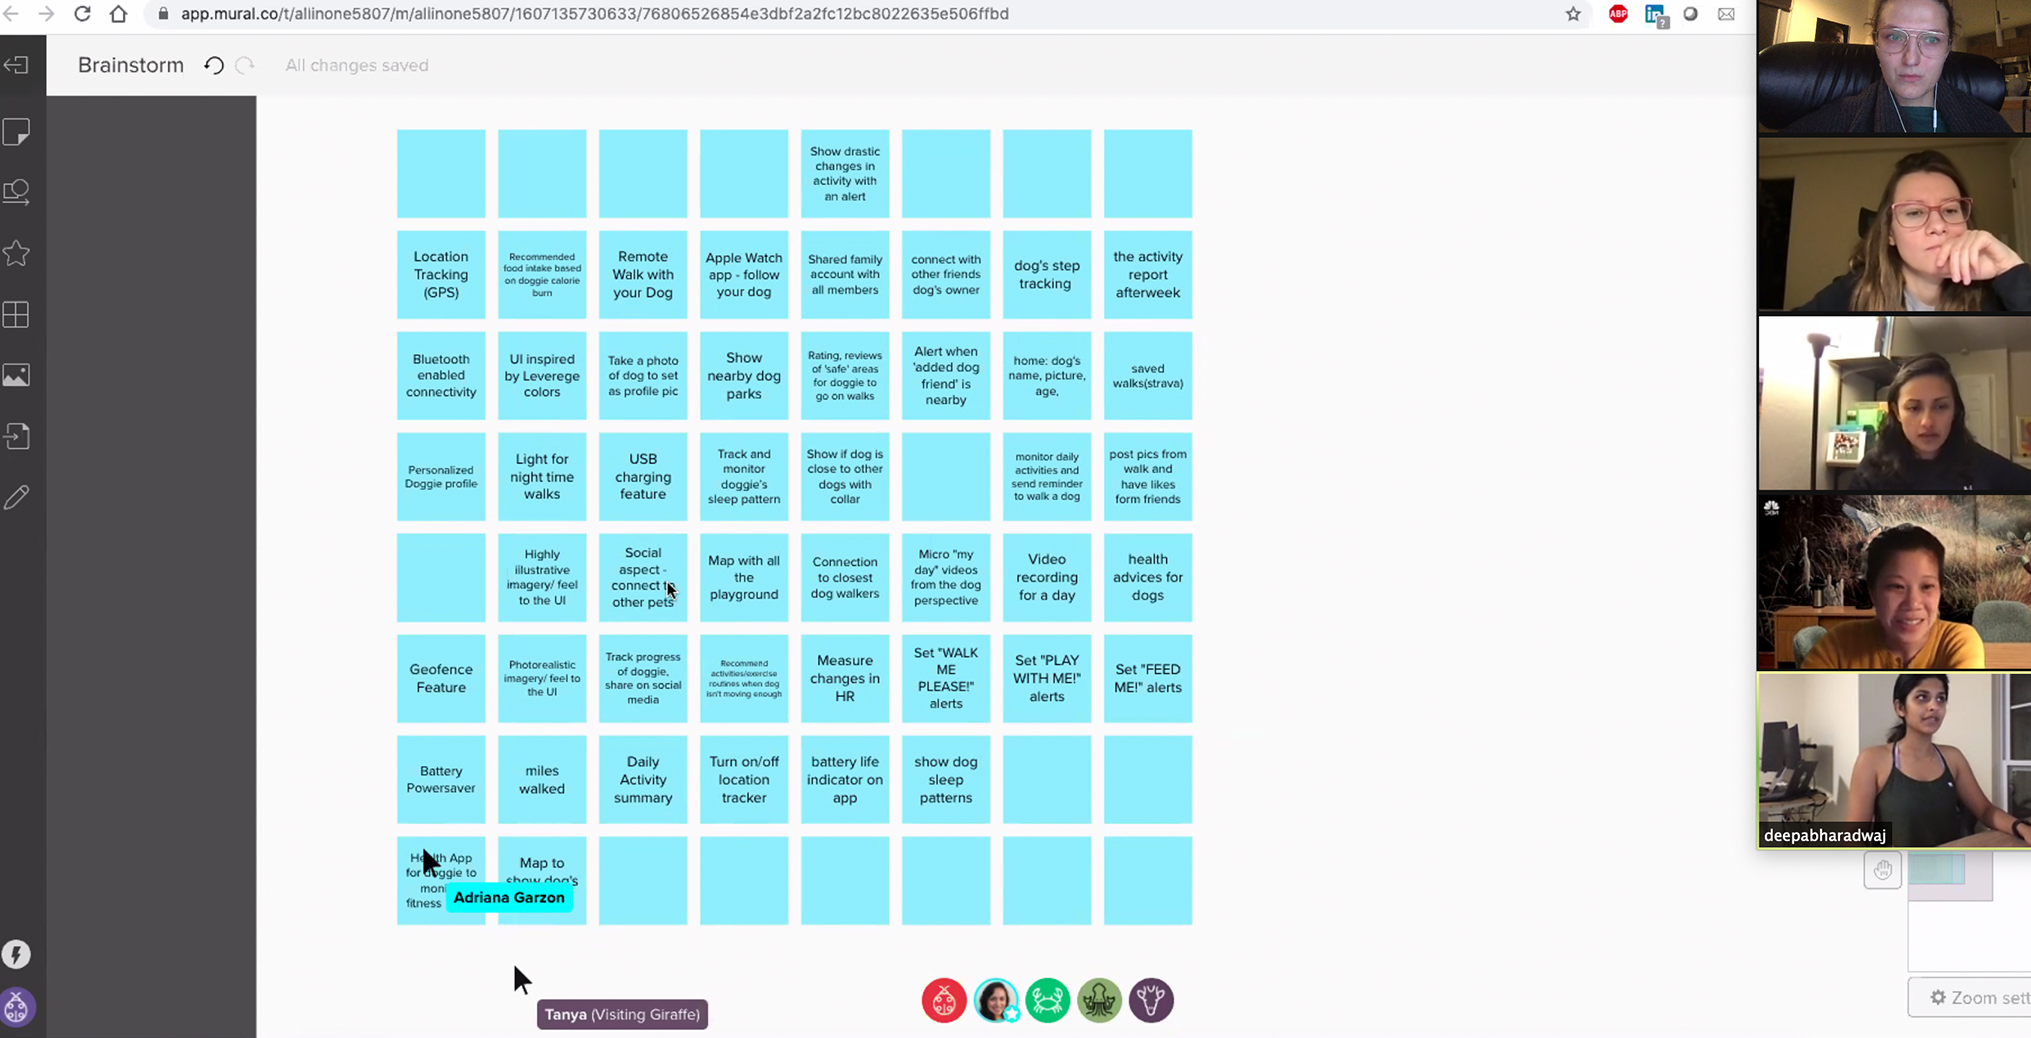 app.mural.co/t/allinone5807/m/allinone5807/1607135730633/76806526854e3dbf2a2fc12bc8022635e506ffbd
ABP
in
?
Brainstorm
All changes saved
Show drastic
changes in
activity with
an alert
Location
Tracking
(GPS)
Recommended
food intake based
on doggie calorie
burn
Remote
Walk with
your Dog
Apple Watch
app - follow
your dog
Shared family
account with
all members
connect with
other friends
dog's owner
dog's step
tracking
the activity
report
afterweek
Bluetooth
enabled
connectivity
UI inspired
by Leverege
colors
Take a photo
of dog to set
as profile pic
Show
nearby dog
parks
Rating, reviews
of 'safe' areas
for doggie to
go on walks
Alert when
'added dog
friend' is
nearby
home: dog's
name, picture,
age,
saved
walks(strava)
Personalized
Doggie profile
Light for
night time
walks
USB
charging
feature
Track and
monitor
doggie's
sleep pattern
Show if dog is
close to other
dogs with
collar
monitor daily
activities and
send reminder
to walk a dog
post pics from
walk and
have likes
form friends
Highly
iilustrative
imagery/ feel
to the UI
Social
aspect -
connect to
other pets
Map with all
the
playground
Connection
to closest
dog walkers
Micro "my
day" videos
from the dog
perspective
Video
recording
for a day
health
advices for
dogs
Geofence
Feature
Photorealistic
imagery/ feel to
the UI
Track progress
of doggie,
share on social
media
Recommend
activities/exercise
routines when dog
isn't moving enough
Measure
changes in
HR
Set "WALK
ME
PLEASE!"
alerts
Set "PLAY
WITH ME!"
alerts
Set "FEED
ME!" alerts
Battery
Powersaver
miles
walked
Daily
Activity
summary
Turn on/off
location
tracker
battery life
indicator on
app
show dog
sleep
patterns
Health App
for doggie to
moni
fitness
Map to
show dog's
Adriana Garzon
Tanya (Visiting Giraffe)
deepabharadwaj
Zoom sett